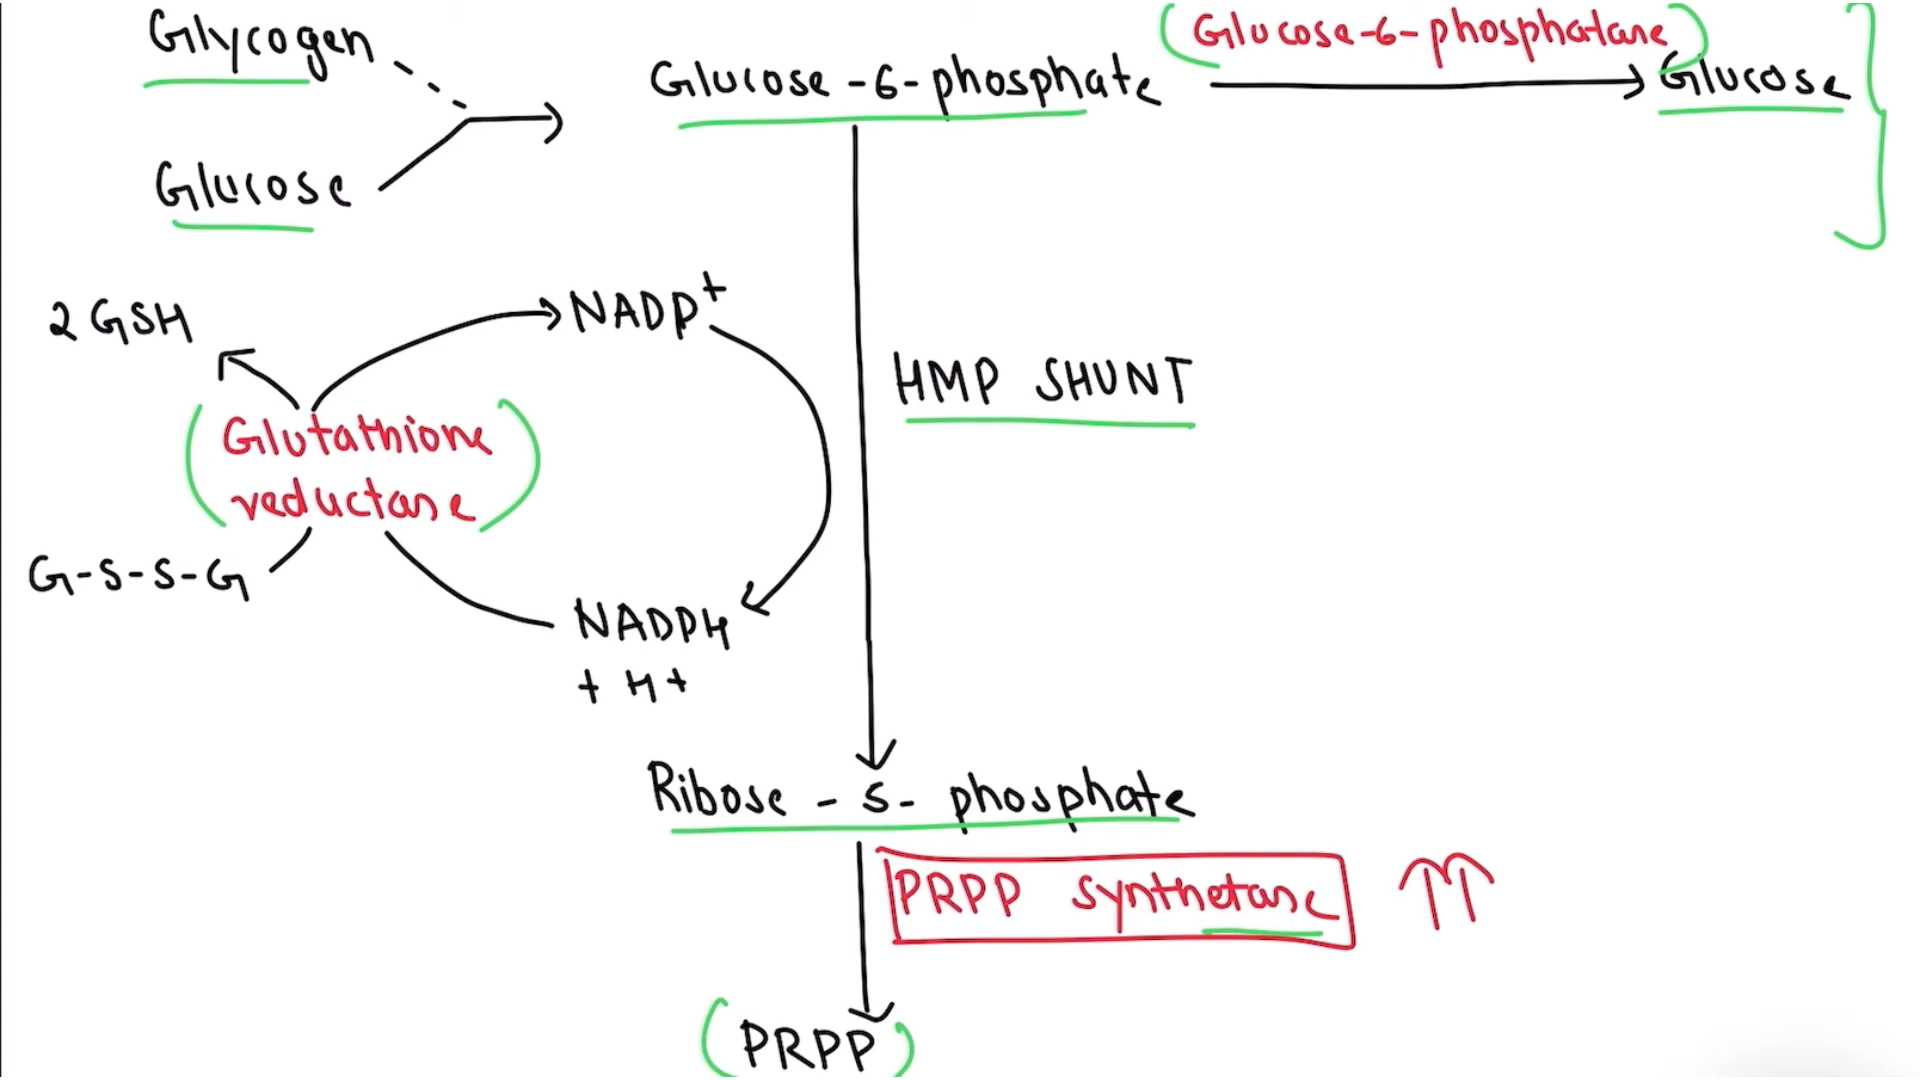 Glycogen
(Glucose-6-phosphatase)
Glucose-6-phosphate
Glucose
Glucose
2 GSH
NADP+
HMP SHUNT
(Glutathione
reductase)
G-S-S-G
NADPH
+ H+
Ribose-5-phosphate
PRPP synthetase ↑↑
(PRPP)